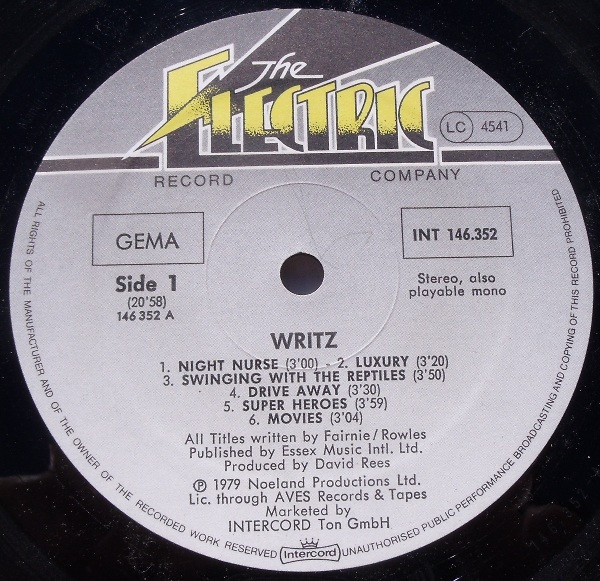 The
ELECTRIC
LC 4541
RECORD COMPANY
GEMA
INT 146.352
Side 1
(20'58)
146 352 A
Stereo, also
playable mono
WRITZ
1. NIGHT NURSE (3'00) - 2. LUXURY (3'20)
3. SWINGING WITH THE REPTILES (3'50)
4. DRIVE AWAY (3'30)
5. SUPER HEROES (3'59)
6. MOVIES (3'04)
All Titles written by Fairnie/Rowles
Published by Essex Music Intl. Ltd.
Produced by David Rees
℗ 1979 Noeland Productions Ltd.
Lic. through AVES Records & Tapes
Marketed by
INTERCORD Ton GmbH
Intercord
ALL RIGHTS OF THE MANUFACTURER AND OF THE OWNER OF THE RECORDED WORK RESERVED
UNAUTHORISED PUBLIC PERFORMANCE BROADCASTING AND COPYING OF THIS RECORD PROHIBITED